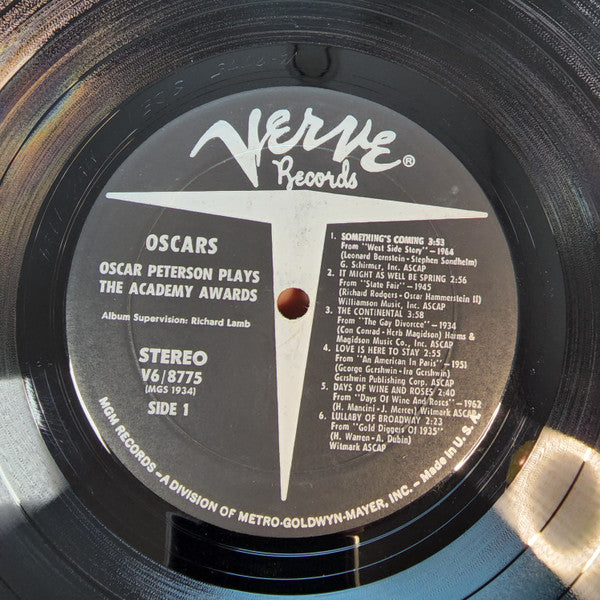 VERVE
Records®
OSCARS
OSCAR PETERSON PLAYS
THE ACADEMY AWARDS
Album Supervision: Richard Lamb
STEREO
V6/8775
(MGS 1934)
SIDE 1
1. SOMETHING'S COMING 3:53
From "West Side Story"—1964
(Leonard Bernstein - Stephen Sondheim)
G. Schirmer, Inc. ASCAP
2. IT MIGHT AS WELL BE SPRING 2:56
From "State Fair"—1945
(Richard Rodgers - Oscar Hammerstein II)
Williamson Music, Inc. ASCAP
3. THE CONTINENTAL 3:58
From "The Gay Divorce"—1934
(Con Conrad - Herb Magidson) Harms &
Magidson Music Co., Inc. ASCAP
4. LOVE IS HERE TO STAY 2:55
From "An American In Paris"—1951
(George Gershwin - Ira Gershwin)
Gershwin Publishing Corp. ASCAP
5. DAYS OF WINE AND ROSES 2:40
From "Days Of Wine And Roses"—1962
(H. Mancini - J. Mercer) Witmark ASCAP
6. LULLABY OF BROADWAY 2:23
From "Gold Diggers Of 1935"
(H. Warren - A. Dubin)
Witmark ASCAP
MGM RECORDS—A DIVISION OF METRO-GOLDWYN-MAYER, INC.—Made in U.S.A.